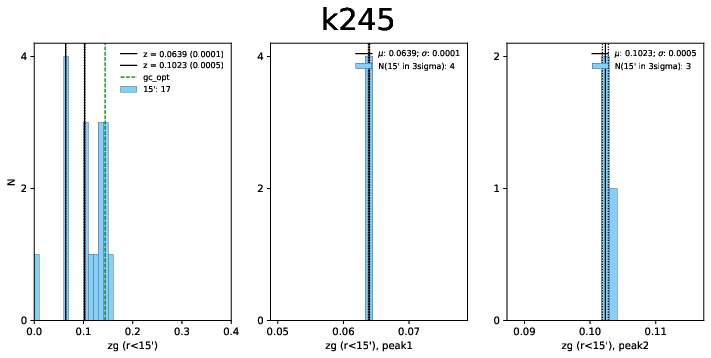 k245
z = 0.0639 (0.0001)
z = 0.1023 (0.0005)
gc_opt
15': 17
N
4
2
0
0.0 0.1 0.2 0.3 0.4
zg (r<15')
μ: 0.0639; σ: 0.0001
N(15' in 3sigma): 4
4
2
0
0.05 0.06 0.07
zg (r<15'), peak1
μ: 0.1023; σ: 0.0005
N(15' in 3sigma): 3
2
1
0
0.09 0.10 0.11
zg (r<15'), peak2